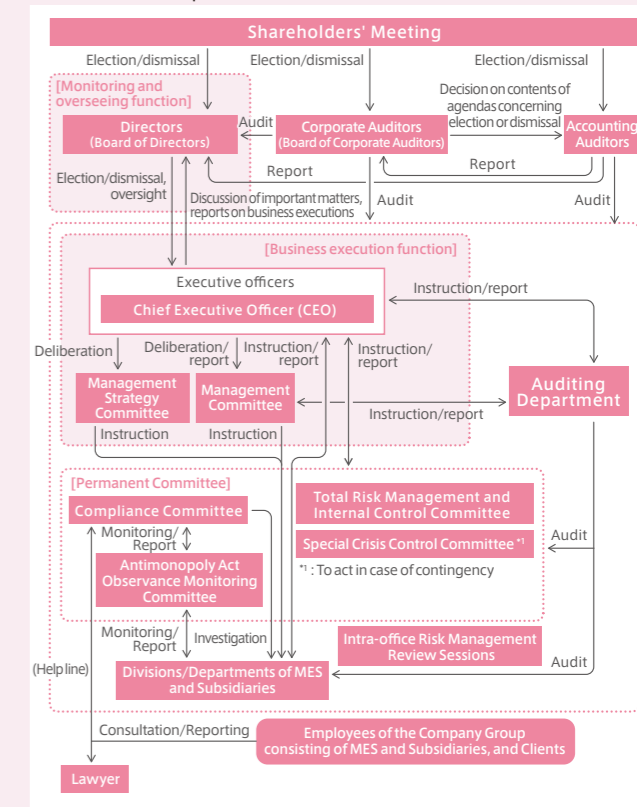 Shareholders' Meeting
Election/dismissal
Election/dismissal
Election/dismissal
[Monitoring and
overseeing function]
Decision on contents of
agendas concerning
election or dismissal
Directors
(Board of Directors)
Audit
Corporate Auditors
(Board of Corporate Auditors)
Accounting
Auditors
Report
Report
Election/dismissal,
oversight
Discussion of important matters,
reports on business executions
Audit
Audit
[Business execution function]
Executive officers
Chief Executive Officer (CEO)
Instruction/report
Deliberation
Deliberation/
report
Instruction/
report
Instruction/
report
Management
Strategy
Committee
Management
Committee
Auditing
Department
Instruction/report
Instruction
Instruction
[Permanent Committee]
Compliance Committee
Total Risk Management and
Internal Control Committee
Monitoring/
Report
Special Crisis Control Committee *1
Audit
*1 : To act in case of contingency
Antimonopoly Act
Observance Monitoring
Committee
Monitoring/
Report
Investigation
Intra-office Risk Management
Review Sessions
(Help line)
Divisions/Departments of MES
and Subsidiaries
Audit
Consultation/Reporting
Employees of the Company Group
consisting of MES and Subsidiaries, and Clients
Lawyer